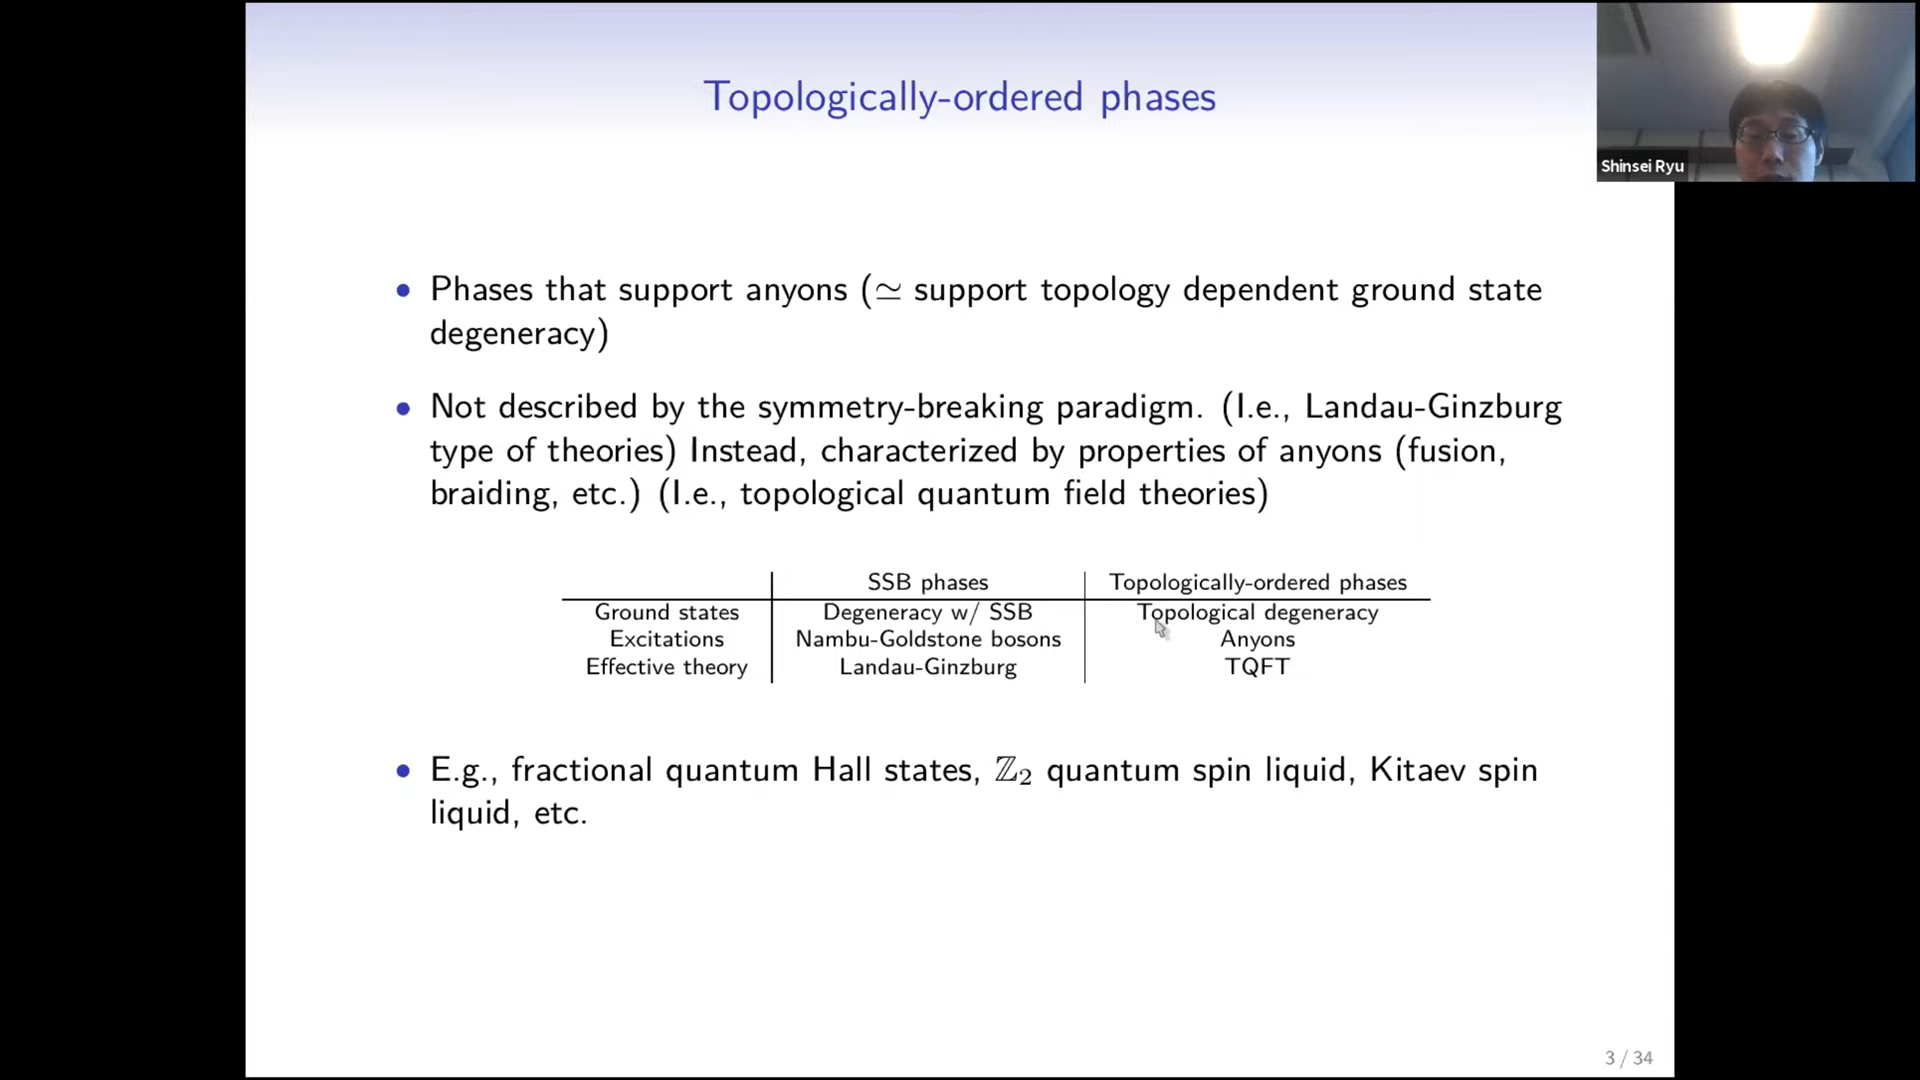 Topologically-ordered phases
Shinsei Ryu
• Phases that support anyons (≃ support topology dependent ground state
degeneracy)
• Not described by the symmetry-breaking paradigm. (I.e., Landau-Ginzburg
type of theories) Instead, characterized by properties of anyons (fusion,
braiding, etc.) (I.e., topological quantum field theories)
SSB phases Topologically-ordered phases
Ground states Degeneracy w/ SSB Topological degeneracy
Excitations Nambu-Goldstone bosons Anyons
Effective theory Landau-Ginzburg TQFT
• E.g., fractional quantum Hall states, ℤ₂ quantum spin liquid, Kitaev spin
liquid, etc.
3 / 34